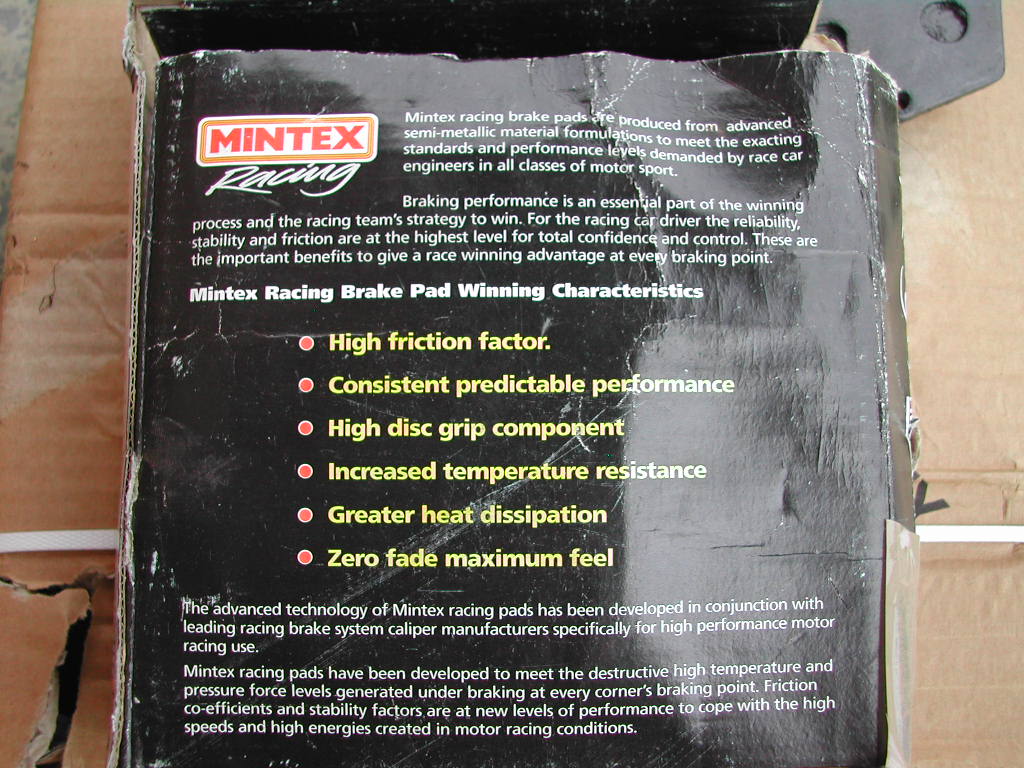 MINTEX
Racing
Mintex racing brake pads are produced from advanced
semi-metallic material formulations to meet the exacting
standards and performance levels demanded by race car
engineers in all classes of motor sport.
Braking performance is an essential part of the winning
process and the racing team's strategy to win. For the racing car driver the reliability,
stability and friction are at the highest level for total confidence and control. These are
the important benefits to give a race winning advantage at every braking point.
Mintex Racing Brake Pad Winning Characteristics
High friction factor.
Consistent predictable performance
High disc grip component
Increased temperature resistance
Greater heat dissipation
Zero fade maximum feel
The advanced technology of Mintex racing pads has been developed in conjunction with
leading racing brake system caliper manufacturers specifically for high performance motor
racing use.
Mintex racing pads have been developed to meet the destructive high temperature and
pressure force levels generated under braking at every corner's braking point. Friction
co-efficients and stability factors are at new levels of performance to cope with the high
speeds and high energies created in motor racing conditions.